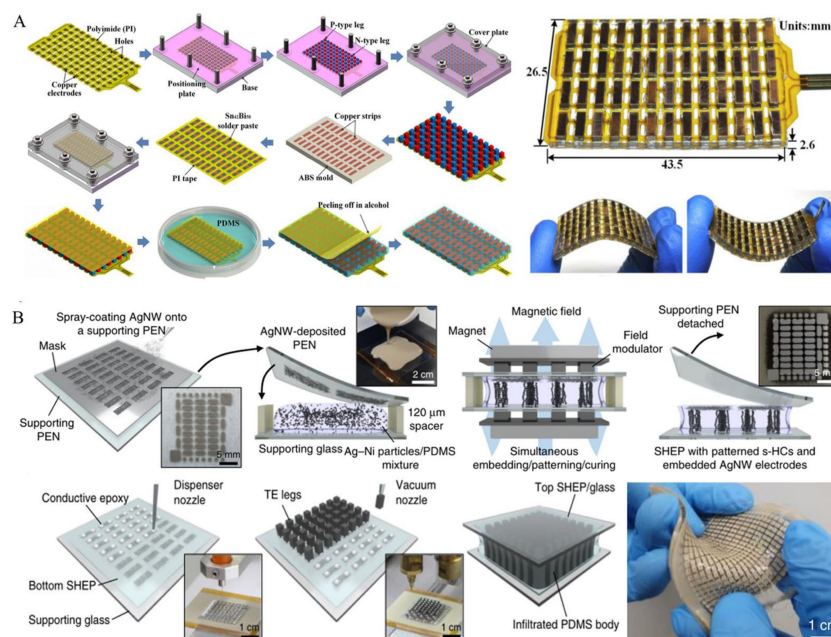 A
Polyimide (PI)
Holes
Copper
electrodes
Positioning
plate
Base
P-type leg
N-type leg
Cover plate
Units:mm
26.5
43.5
2.6
solder paste
PI tape
Copper strips
ABS mold
PDMS
Peeling off in alcohol
B
Spray-coating AgNW onto
a supporting PEN
Mask
Supporting
PEN
5 mm
AgNW-deposited
PEN
2 cm
120 µm
spacer
Supporting glass
Ag–Ni particles/PDMS
mixture
Magnetic field
Magnet
Field
modulator
Simultaneous
embedding/patterning/curing
Supporting PEN
detached
5 m
SHEP with patterned s-HCs and
embedded AgNW electrodes
Conductive epoxy
Dispenser
nozzle
Bottom SHEP
Supporting glass
1 cm
TE legs
Vacuum
nozzle
1 cm
Top SHEP/glass
Infiltrated PDMS body
1 cm